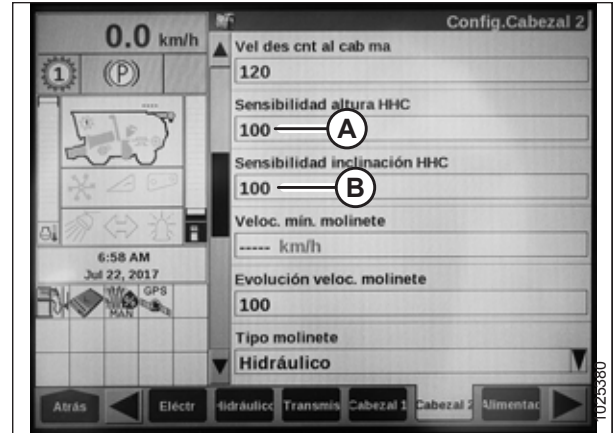 0.0 km/h
1
(P)
6:58 AM
Jul 22, 2017
GPS
MAN
Config.Cabezal 2
Vel des cnt al cab ma
120
Sensibilidad altura HHC
100
A
Sensibilidad inclinación HHC
100
B
Veloc. mín. molinete
----- km/h
Evolución veloc. molinete
100
Tipo molinete
Hidráulico
Atrás
Eléctr
Hidráulico
Transmis
Cabezal 1
Cabezal 2
Alimentac
1025380